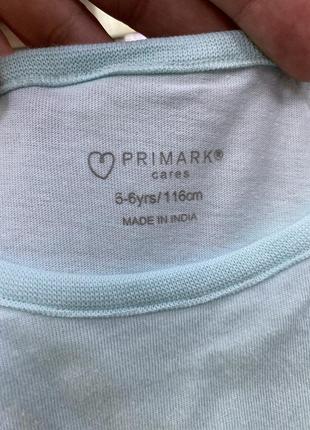 PRIMARK®
cares
5-6yrs/116cm
MADE IN INDIA